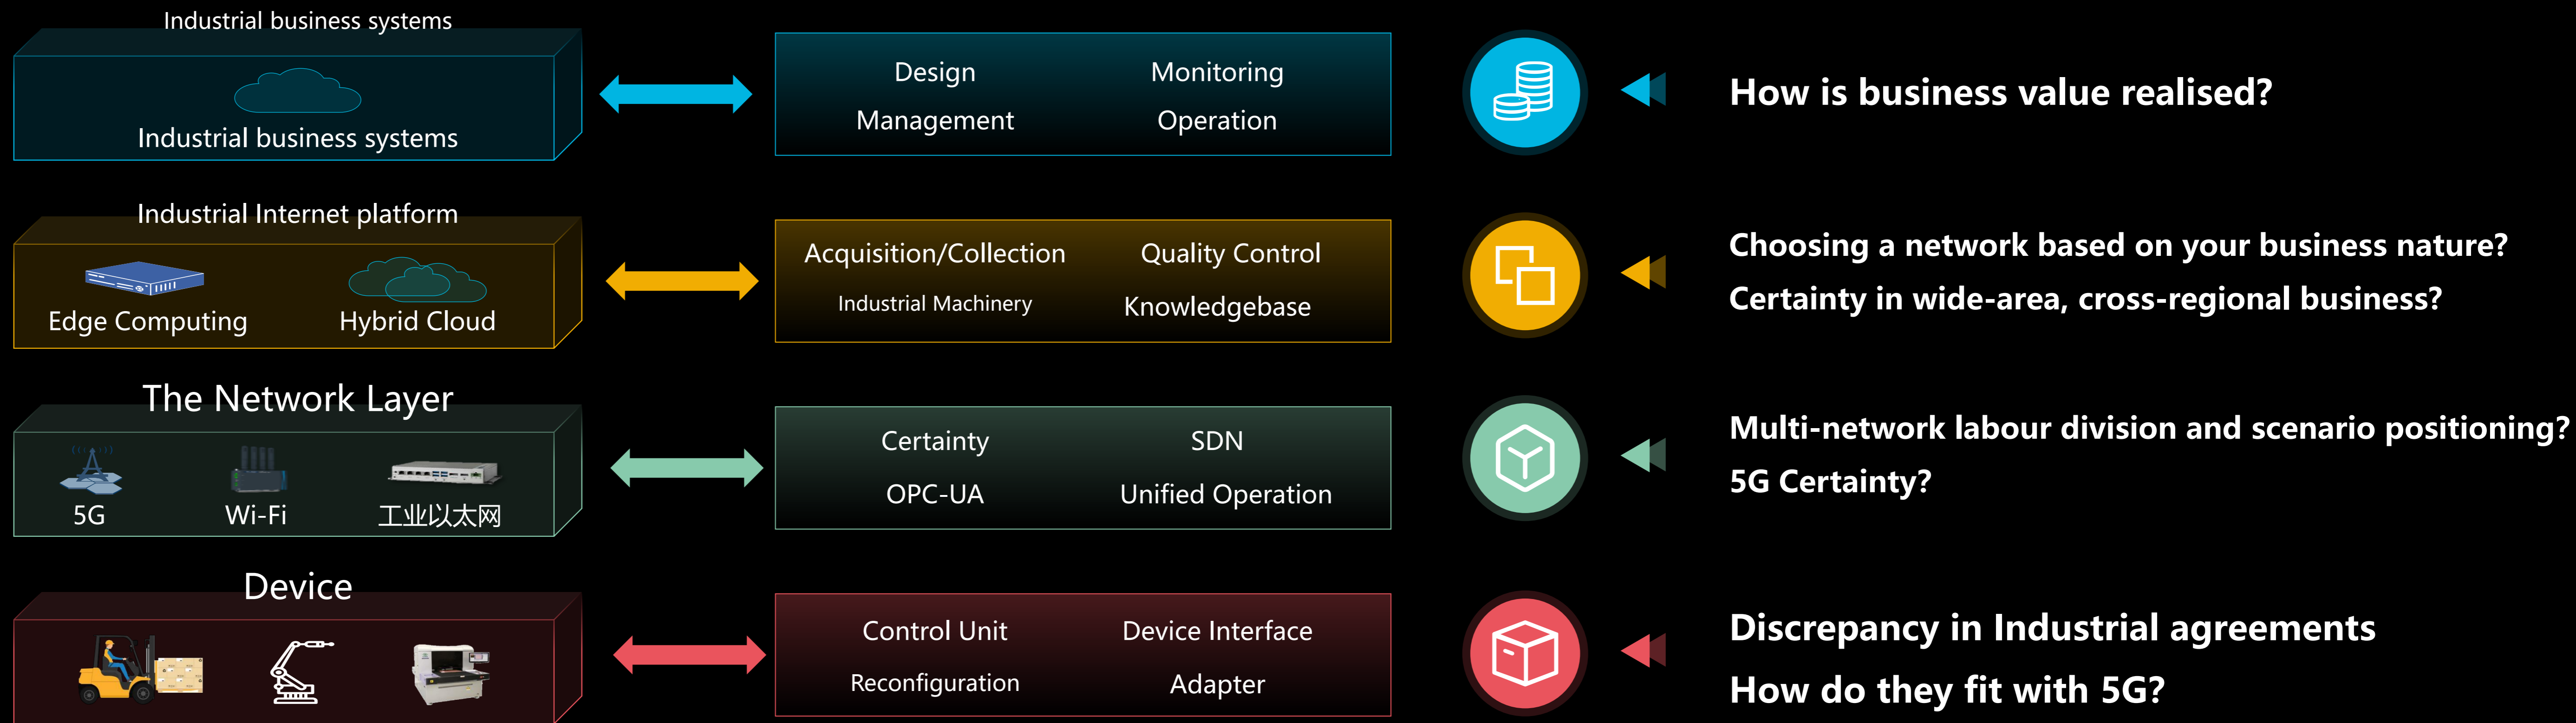 Industrial business systems
Industrial business systems
Design
Monitoring
Management
Operation
How is business value realised?
Industrial Internet platform
Edge Computing
Hybrid Cloud
Acquisition/Collection
Quality Control
Industrial Machinery
Knowledgebase
Choosing a network based on your business nature?
Certainty in wide-area, cross-regional business?
The Network Layer
5G
Wi-Fi
工业以太网
Certainty
SDN
OPC-UA
Unified Operation
Multi-network labour division and scenario positioning?
5G Certainty?
Device
Control Unit
Device Interface
Reconfiguration
Adapter
Discrepancy in Industrial agreements
How do they fit with 5G?